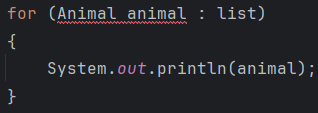 for (Animal animal : list)
{
    System.out.println(animal);
}